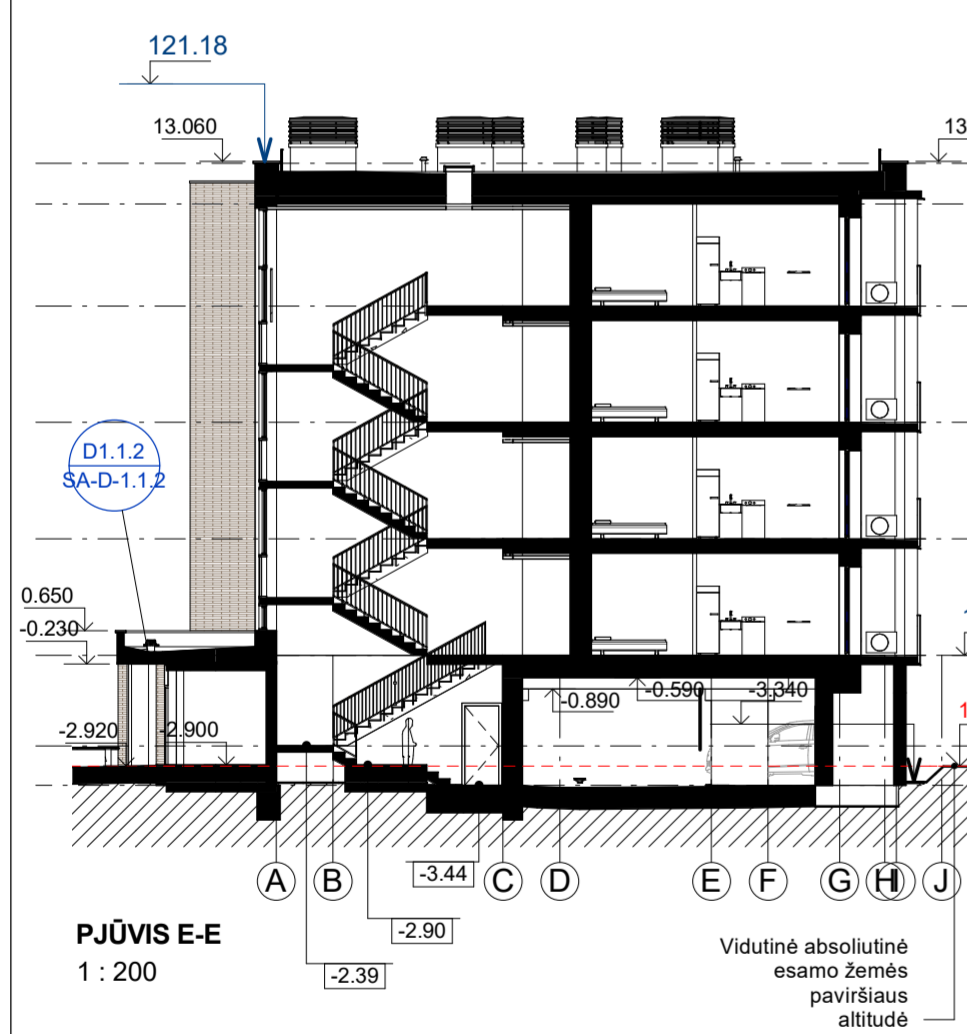 121.18
13.060
13
D1.1.2
SA-D-1.1.2
0.650
-0.230
-0.890
-0.590
-3.340
1
-2.920
-2.900
1
A
B
C
D
E
F
G
H
I
J
-3.44
-2.90
-2.39
PJŪVIS E-E
1 : 200
Vidutinė absoliutinė
esamo žemės
paviršiaus
altitudė